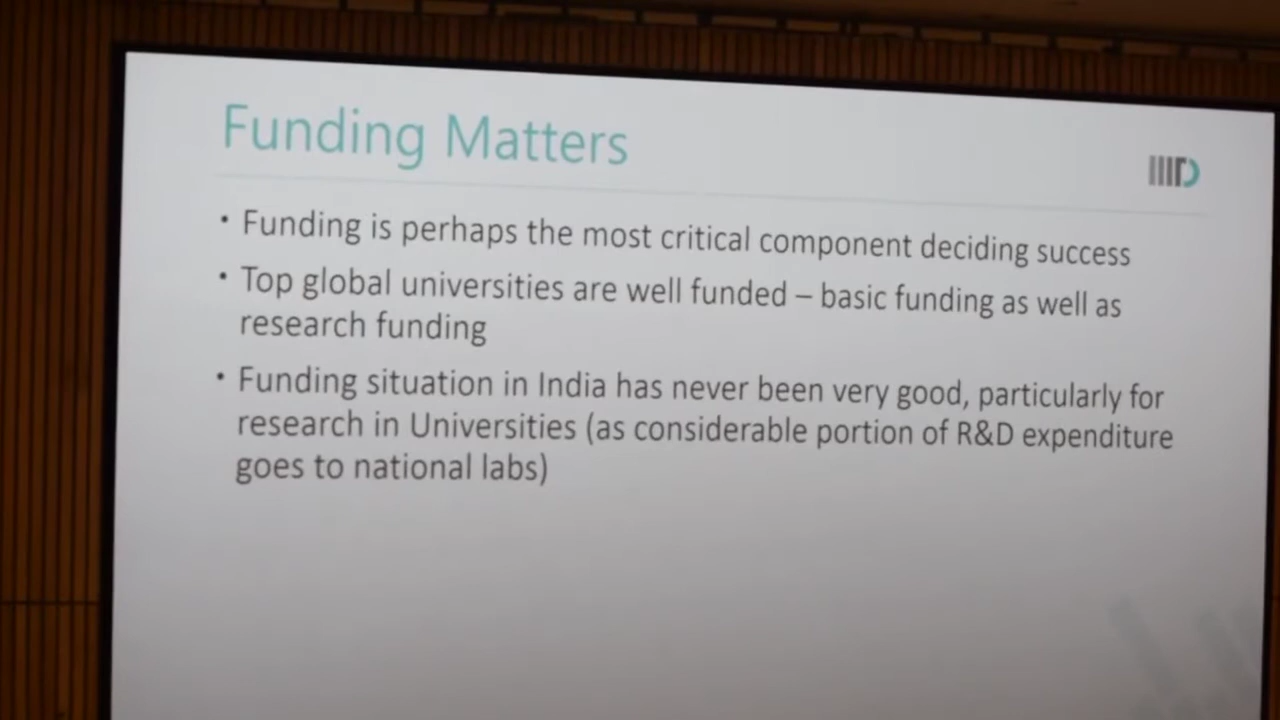 Funding Matters
IIITD
• Funding is perhaps the most critical component deciding success
• Top global universities are well funded – basic funding as well as
research funding
• Funding situation in India has never been very good, particularly for
research in Universities (as considerable portion of R&D expenditure
goes to national labs)